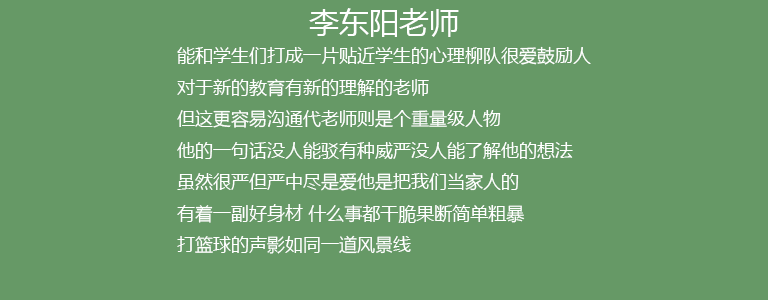 李东阳老师
能和学生们打成一片贴近学生的心理柳队很爱鼓励人
对于新的教育有新的理解的老师
但这更容易沟通代老师则是个重量级人物
他的一句话没人能驳有种威严没人能了解他的想法
虽然很严但严中尽是爱他是把我们当家人的
有着一副好身材 什么事都干脆果断简单粗暴
打篮球的声影如同一道风景线